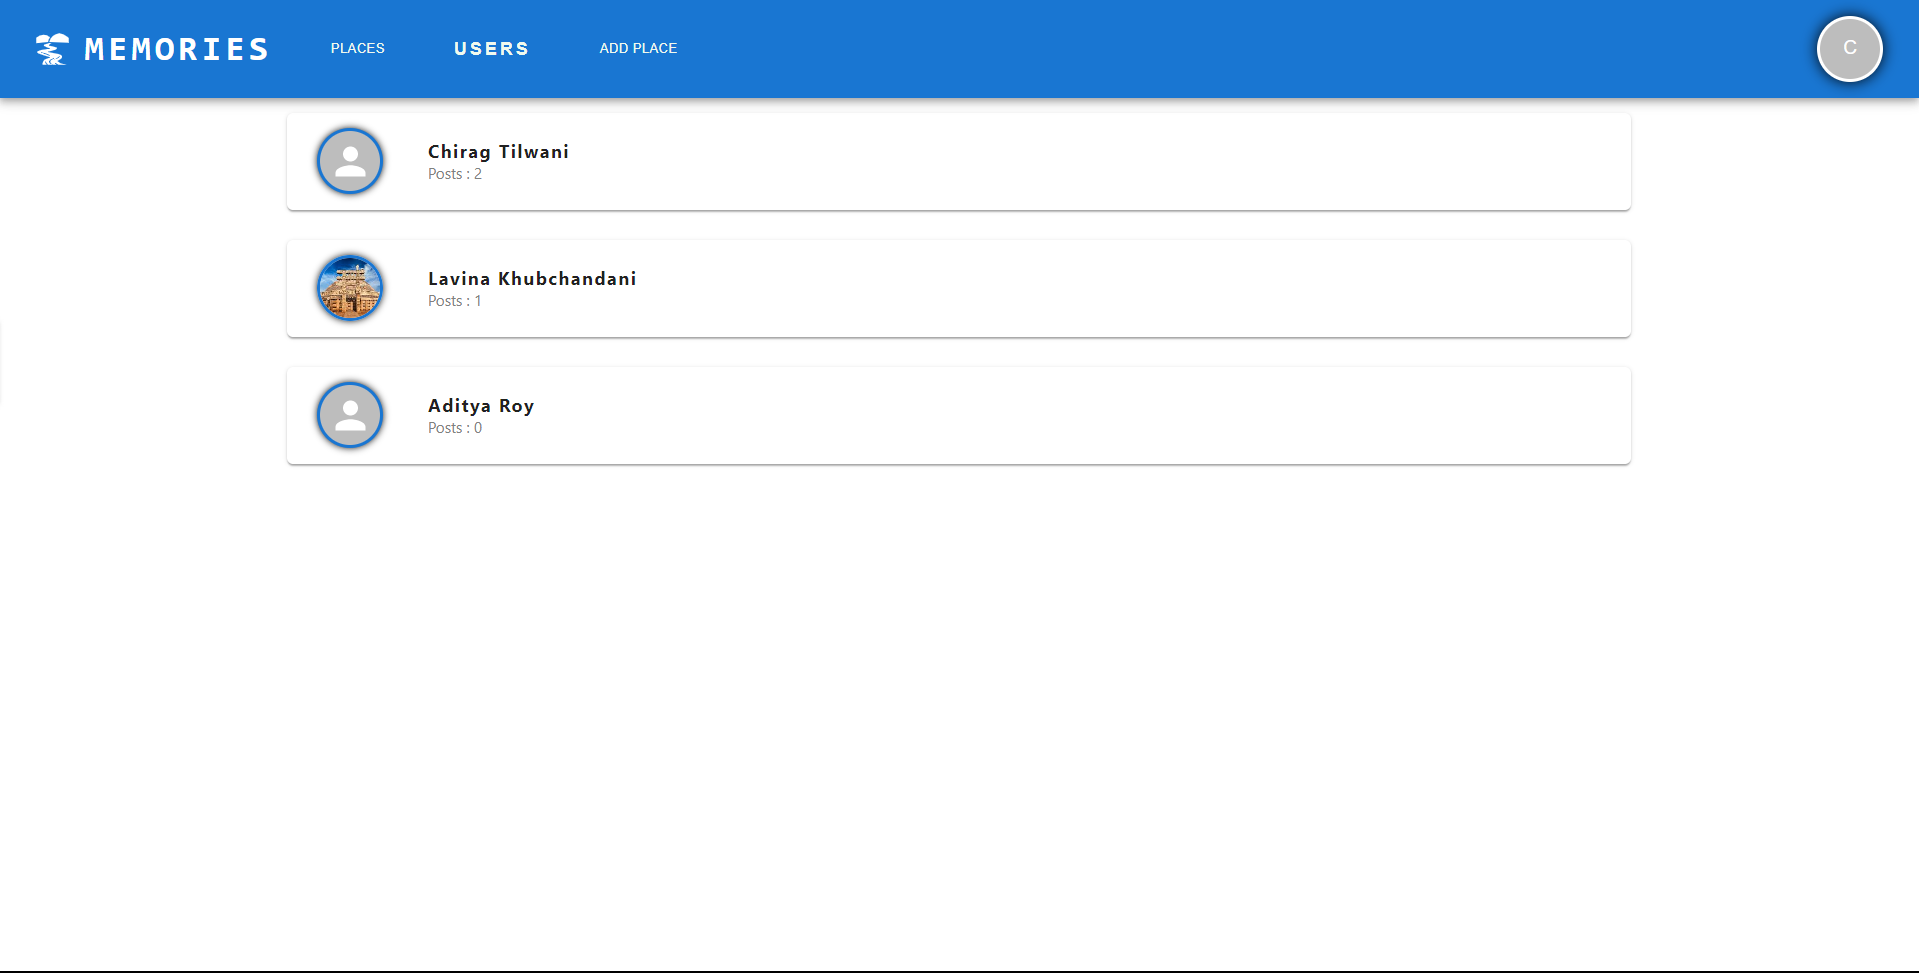 MEMORIES PLACES USERS ADD PLACE C
Chirag Tilwani
Posts : 2
Lavina Khubchandani
Posts : 1
Aditya Roy
Posts : 0